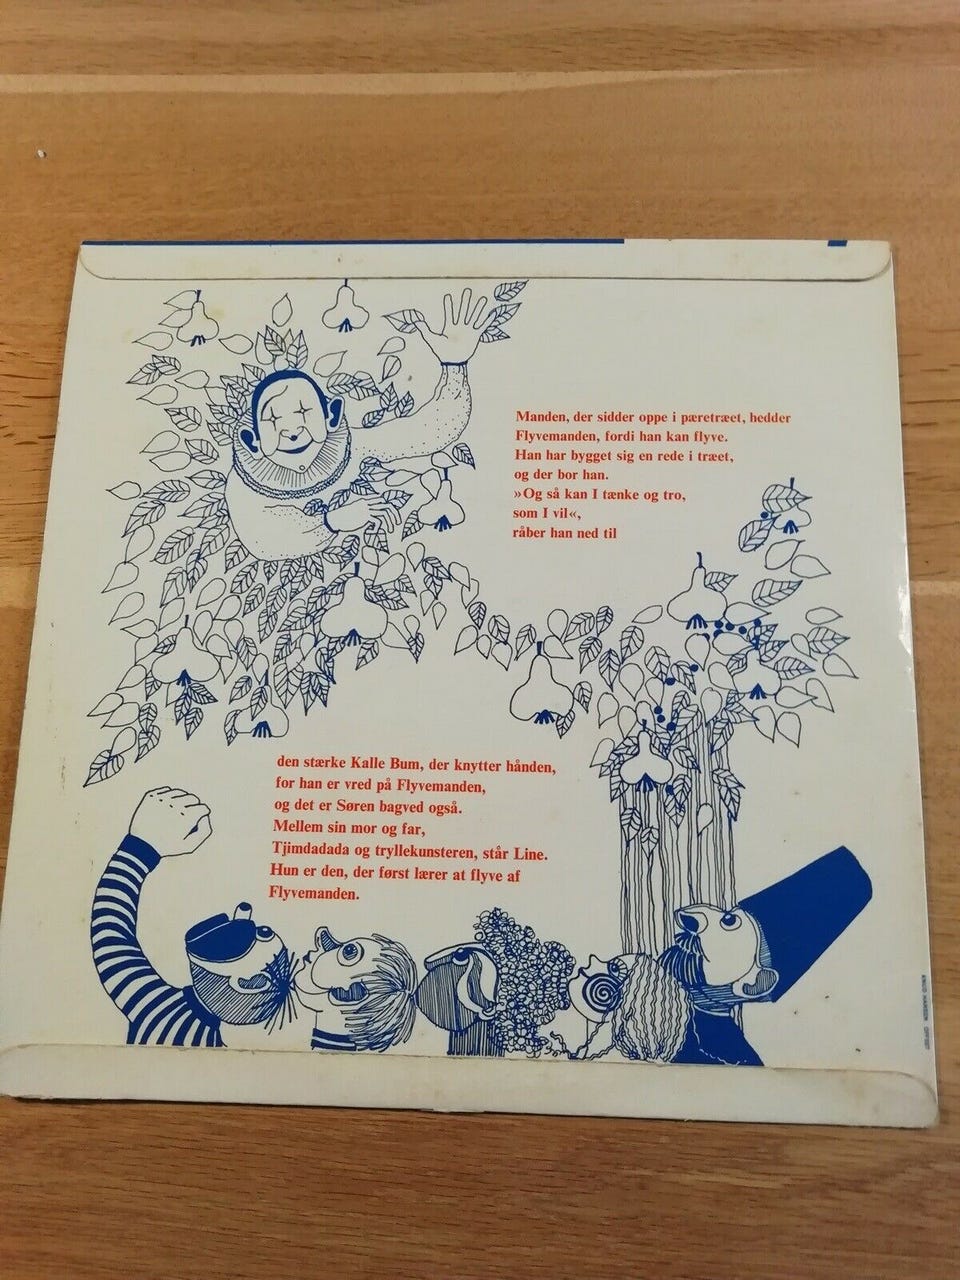 Manden, der sidder oppe i pæretræet, hedder
Flyvemanden, fordi han kan flyve.
Han har bygget sig en rede i træet,
og der bor han.
»Og så kan I tænke og tro,
som I vil«,
råber han ned til
den stærke Kalle Bum, der knytter hånden,
for han er vred på Flyvemanden,
og det er Søren bagved også.
Mellem sin mor og far,
Tjimdadada og tryllekunsteren, står Line.
Hun er den, der først lærer at flyve af
Flyvemanden.